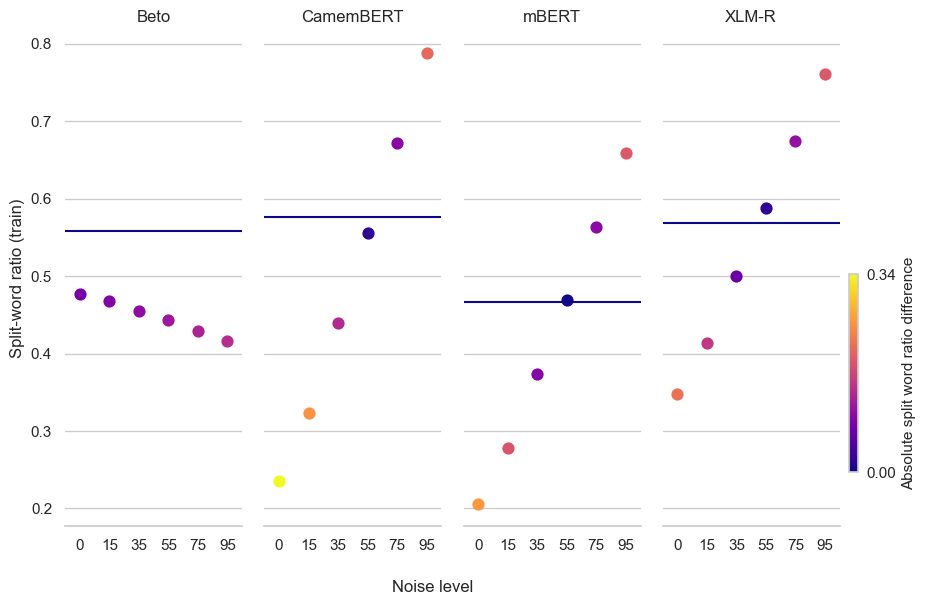 Beto CamemBERT mBERT XLM-R
0.8
0.7
0.6
0.5
0.4
0.3
0.2
Split-word ratio (train)
0 15 35 55 75 95 0 15 35 55 75 95 0 15 35 55 75 95 0 15 35 55 75 95
Noise level
0.34
0.00
Absolute split word ratio difference